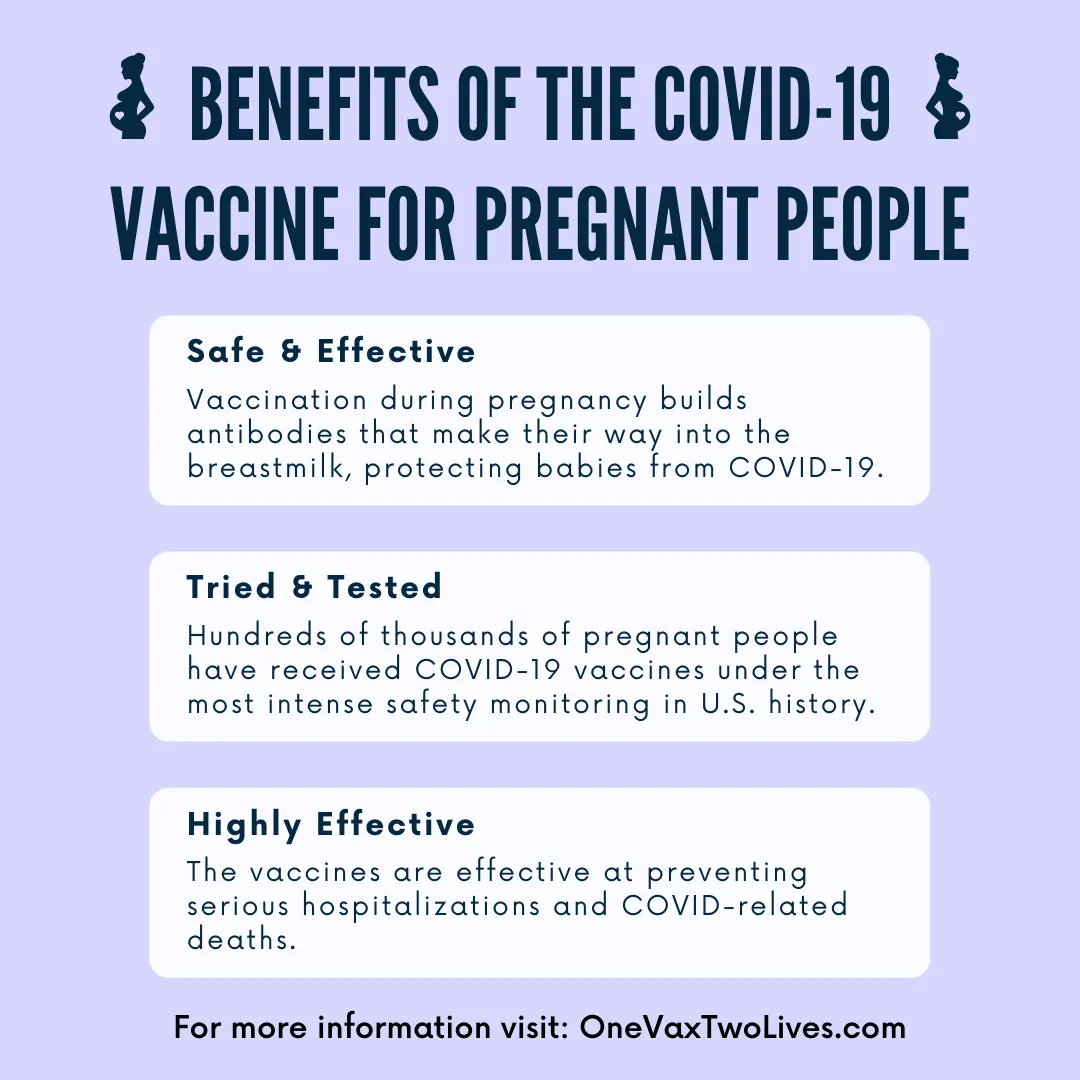 BENEFITS OF THE COVID-19
VACCINE FOR PREGNANT PEOPLE
Safe & Effective
Vaccination during pregnancy builds
antibodies that make their way into the
breastmilk, protecting babies from COVID-19.
Tried & Tested
Hundreds of thousands of pregnant people
have received COVID-19 vaccines under the
most intense safety monitoring in U.S. history.
Highly Effective
The vaccines are effective at preventing
serious hospitalizations and COVID-related
deaths.
For more information visit: OneVaxTwoLives.com